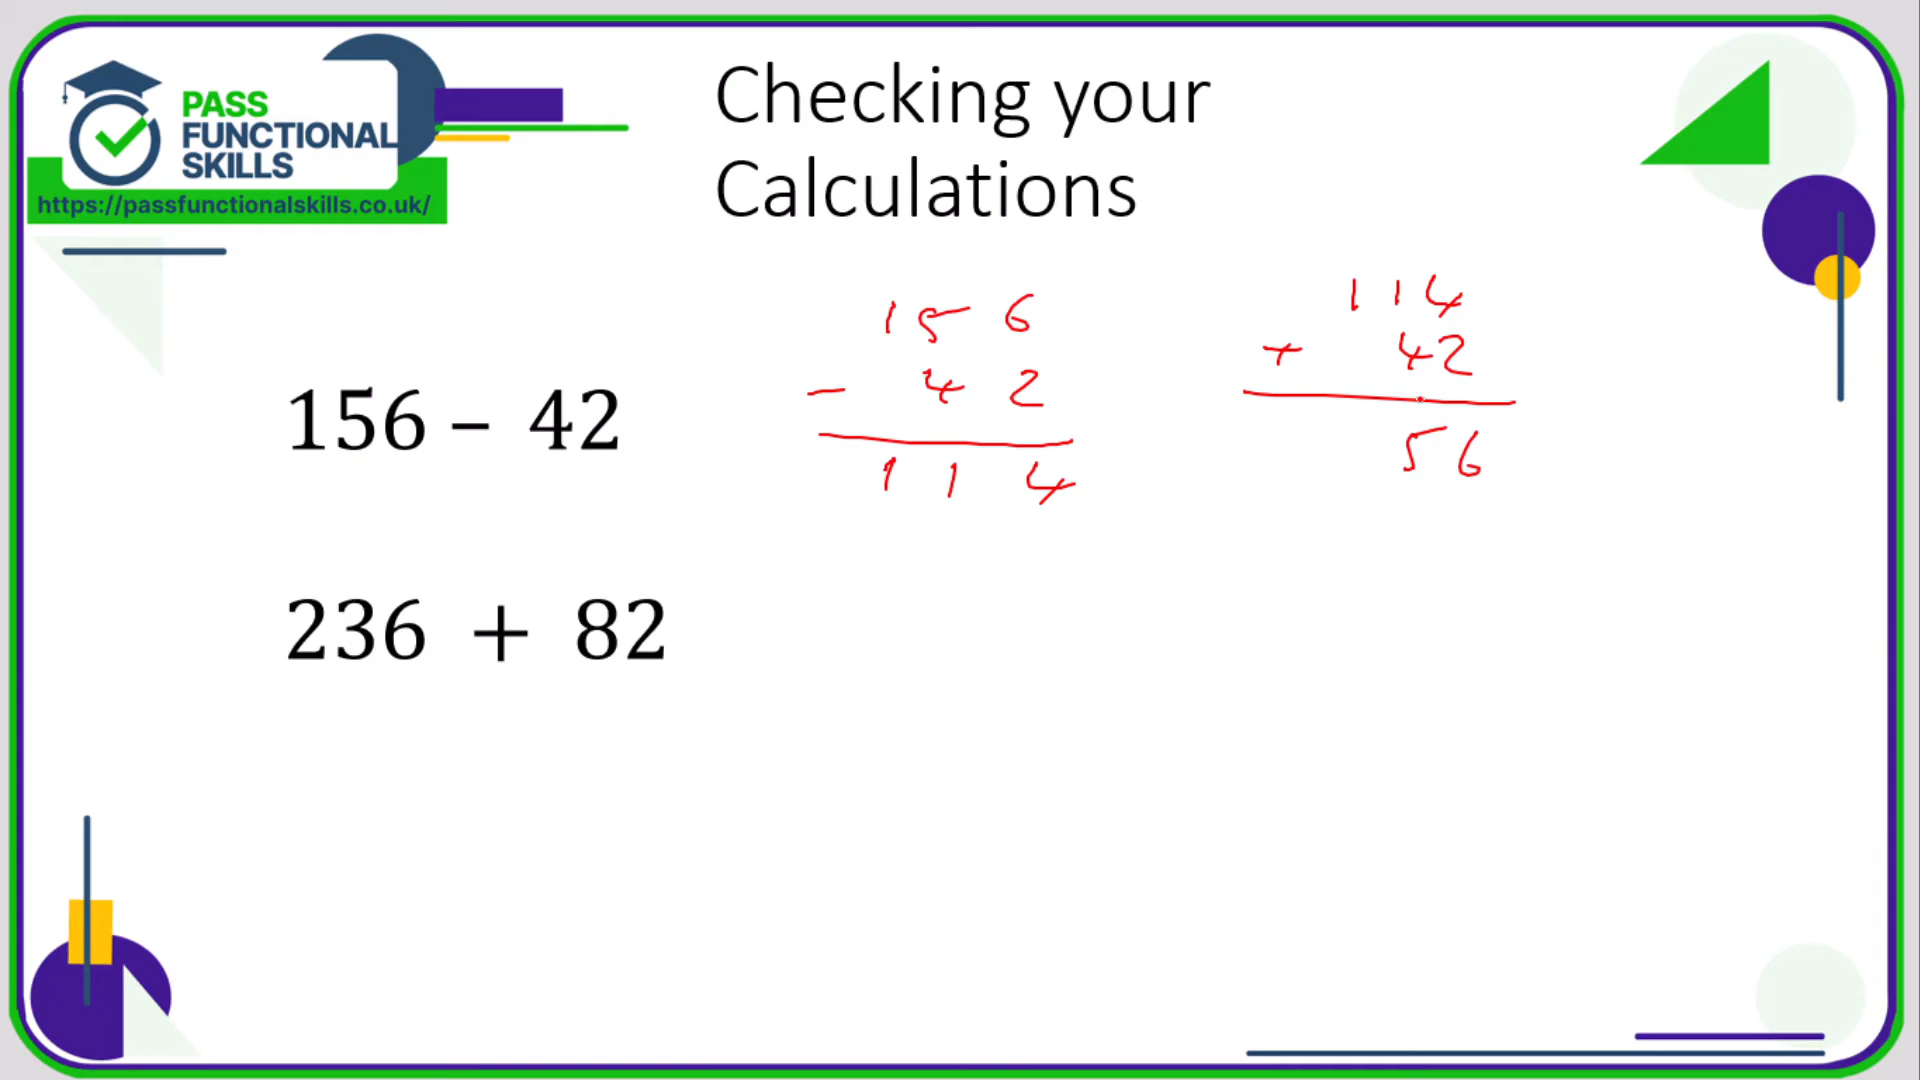 PASS
FUNCTIONAL
SKILLS
https://passfunctionalskills.co.uk/
Checking your
Calculations
156 – 42
156
- 42
114
114
+ 42
56
236 + 82